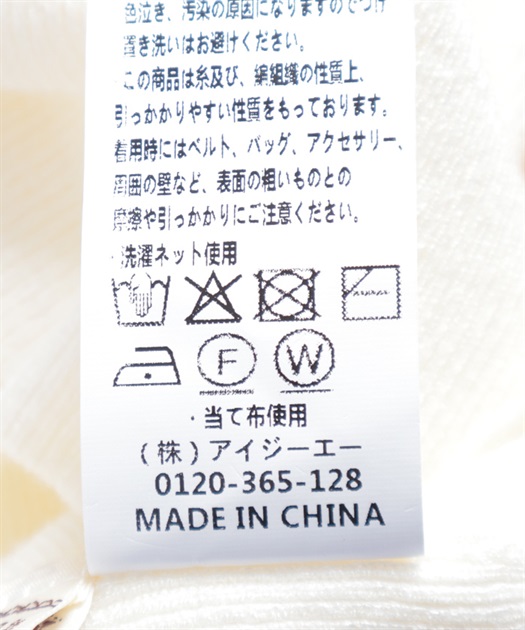 色泣き、汚染の原因になりますのでつけ
置き洗いはお避けください。
この商品は糸及び、編組織の性質上、
引っかかりやすい性質をもっております。
着用時にはベルト、バッグ、アクセサリー、
周囲の壁など、表面の粗いものとの
摩擦や引っかかりにご注意ください。
・洗濯ネット使用
F W
・当て布使用
(株)アイジーエー
0120-365-128
MADE IN CHINA